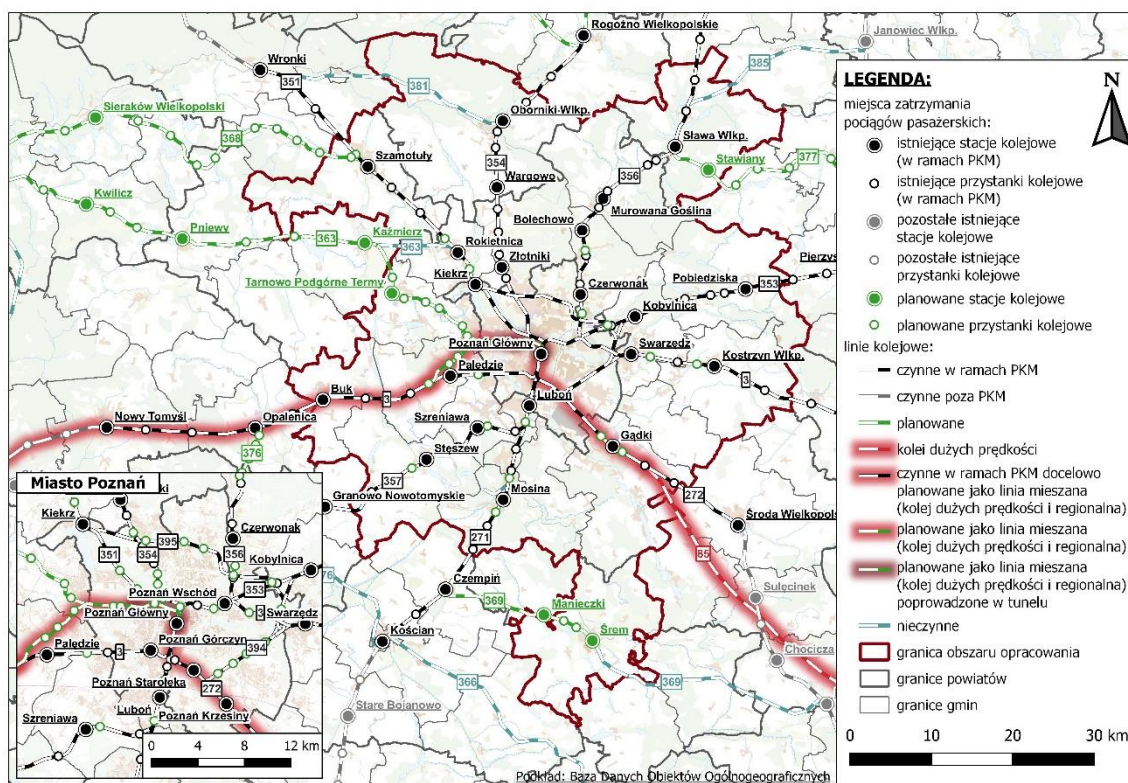 Rogoźno Wielkopolskie
Janowiec Wlkp.
Wronki
351
381
385
Sieraków Wielkopolski
368
Oborniki Wlkp.
Sława Wlkp.
Szamotuły
354
356
Stawiany
377
Wargowo
Kwilicz
Murowana Goślina
Bolechowo
Pniewy
363
Kaźmierz
363
Rokietnica
Złotniki
Pierzys
Kiekrz
Pobiedziska
353
Tarnowo Podgórne Termy
Czerwonak
Kobylnica
Poznań Główny
Swarzędz
Kostrzyn Wlkp.
Palędzie
3
Buk
3
Luboń
Nowy Tomyśl
Opalenica
Szreniawa
376
Gądki
Stęszew
357
Granowo Nowotomyskie
Mosina
272
Środa Wielkopols
271
85
76
Czempiń
369
Manieczki
Sulęcinek
Śrem
Kościan
366
369
Chocicza
Stare Bojanowo
Podkład: Baza Danych Obiektów Ogólnogeograficznych
Miasto Poznań
ki
Kiekrz
Czerwonak
351
354
395
356
Kobylnica
353
Poznań Wschód
Poznań Główny
3
Swarzędz
Palędzie
3
Poznań Górczyn
394
Poznań Starołęka
272
Luboń
Szreniawa
Poznań Krzesiny
0 4 8 12 km
LEGENDA:
N
miejsca zatrzymania
pociągów pasażerskich:
istniejące stacje kolejowe
(w ramach PKM)
istniejące przystanki kolejowe
(w ramach PKM)
pozostałe istniejące
stacje kolejowe
pozostałe istniejące
przystanki kolejowe
planowane stacje kolejowe
planowane przystanki kolejowe
linie kolejowe:
czynne w ramach PKM
czynne poza PKM
planowane
kolei dużych prędkości
czynne w ramach PKM docelowo
planowane jako linia mieszana
(kolej dużych prędkości i regionalna)
planowane jako linia mieszana
(kolej dużych prędkości i regionalna)
planowane jako linia mieszana
(kolej dużych prędkości i regionalna)
poprowadzone w tunelu
nieczynne
granica obszaru opracowania
granice powiatów
granice gmin
0 10 20 30 km